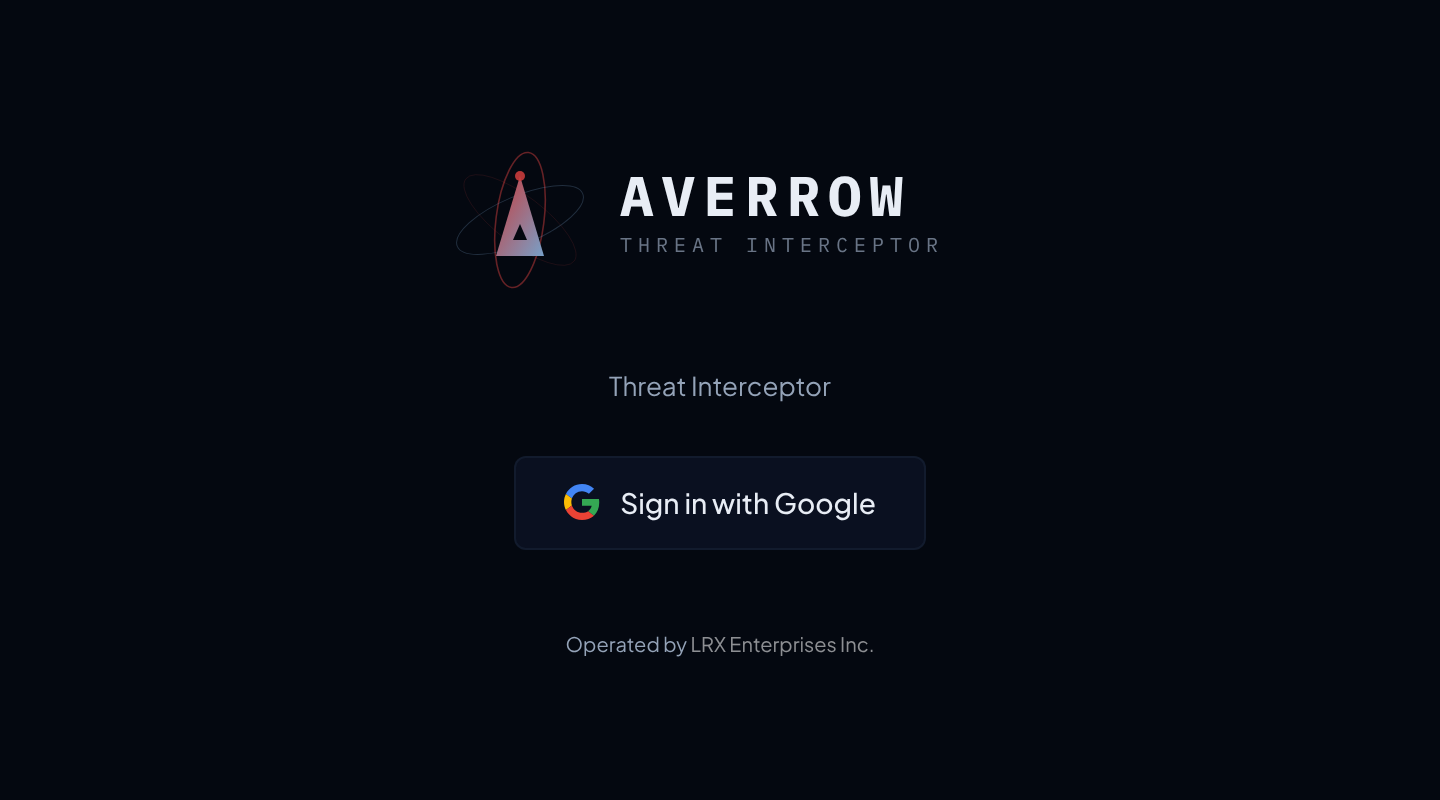 AVERROW
THREAT INTERCEPTOR
Threat Interceptor
Sign in with Google
Operated by LRX Enterprises Inc.